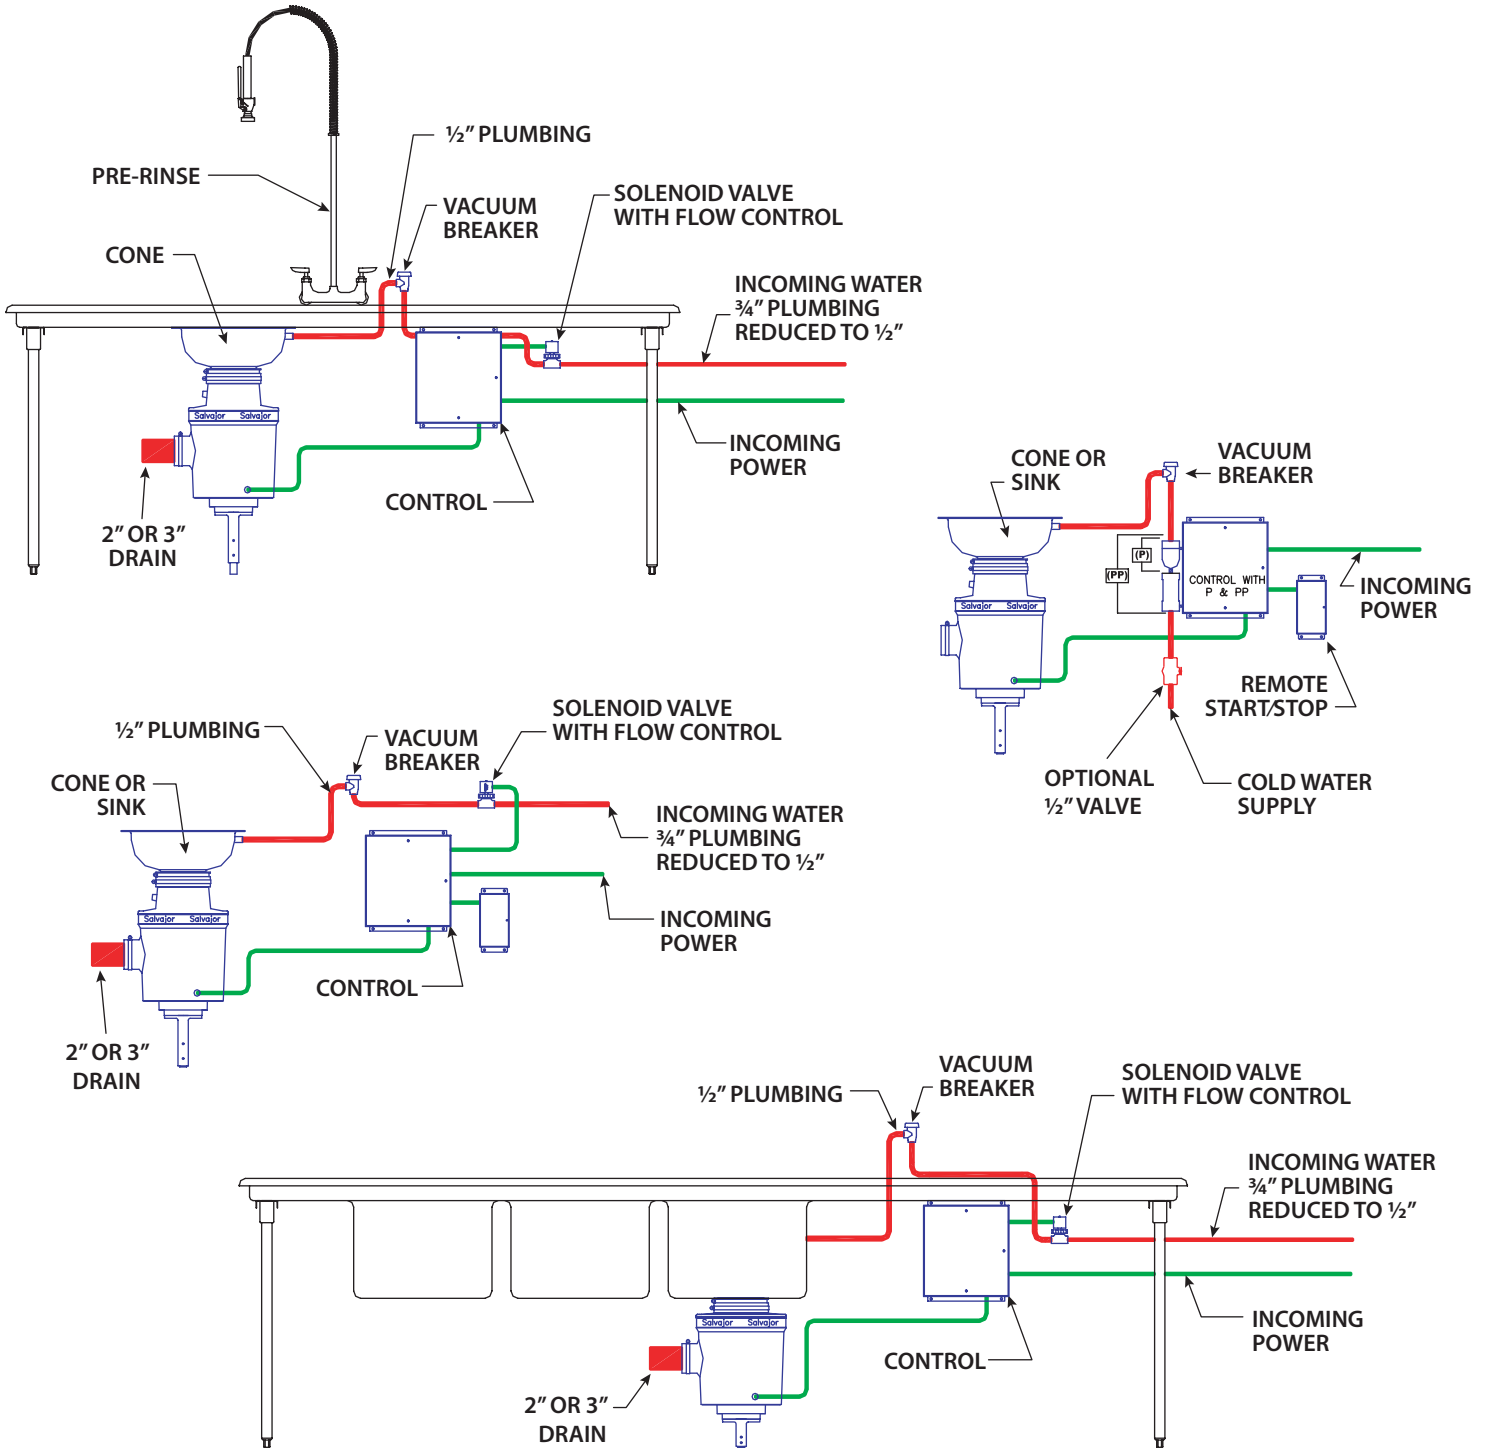 ½” PLUMBING
PRE-RINSE
VACUUM
BREAKER
SOLENOID VALVE
WITH FLOW CONTROL
CONE
INCOMING WATER
¾” PLUMBING
REDUCED TO ½”
Salvajor Salvajor
INCOMING
POWER
CONTROL
2” OR 3”
DRAIN
CONE OR
SINK
VACUUM
BREAKER
(P)
(PP)
CONTROL WITH
P & PP
INCOMING
POWER
Salvajor Salvajor
REMOTE
START/STOP
OPTIONAL
½” VALVE
COLD WATER
SUPPLY
½” PLUMBING
VACUUM
BREAKER
SOLENOID VALVE
WITH FLOW CONTROL
CONE OR
SINK
INCOMING WATER
¾” PLUMBING
REDUCED TO ½”
Salvajor Salvajor
INCOMING
POWER
CONTROL
2” OR 3”
DRAIN
½” PLUMBING
VACUUM
BREAKER
SOLENOID VALVE
WITH FLOW CONTROL
INCOMING WATER
¾” PLUMBING
REDUCED TO ½”
Salvajor Salvajor
INCOMING
POWER
CONTROL
2” OR 3”
DRAIN